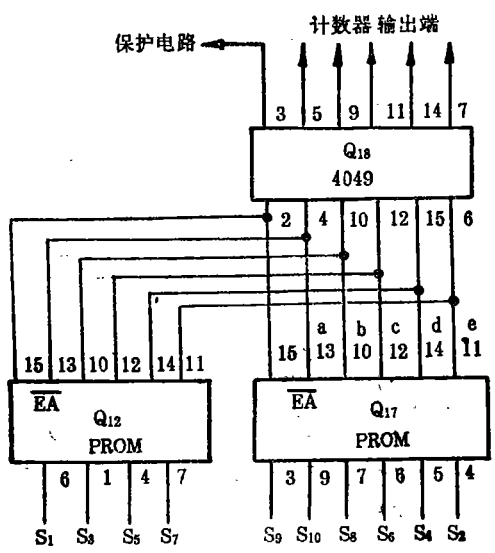 保护电路
计数器输出端
3 5 9 11 14 7
Q₁₈
4049
2 4 10 12 15 6
a b c d e
15 13 10 12 14 11
15 13 10 12 14 11
EA
Q₁₂
PROM
EA
Q₁₇
PROM
6 1 4 7
3 9 7 6 5 4
S₁ S₃ S₅ S₇
S₉ S₁₀ S₈ S₆ S₄ S₂